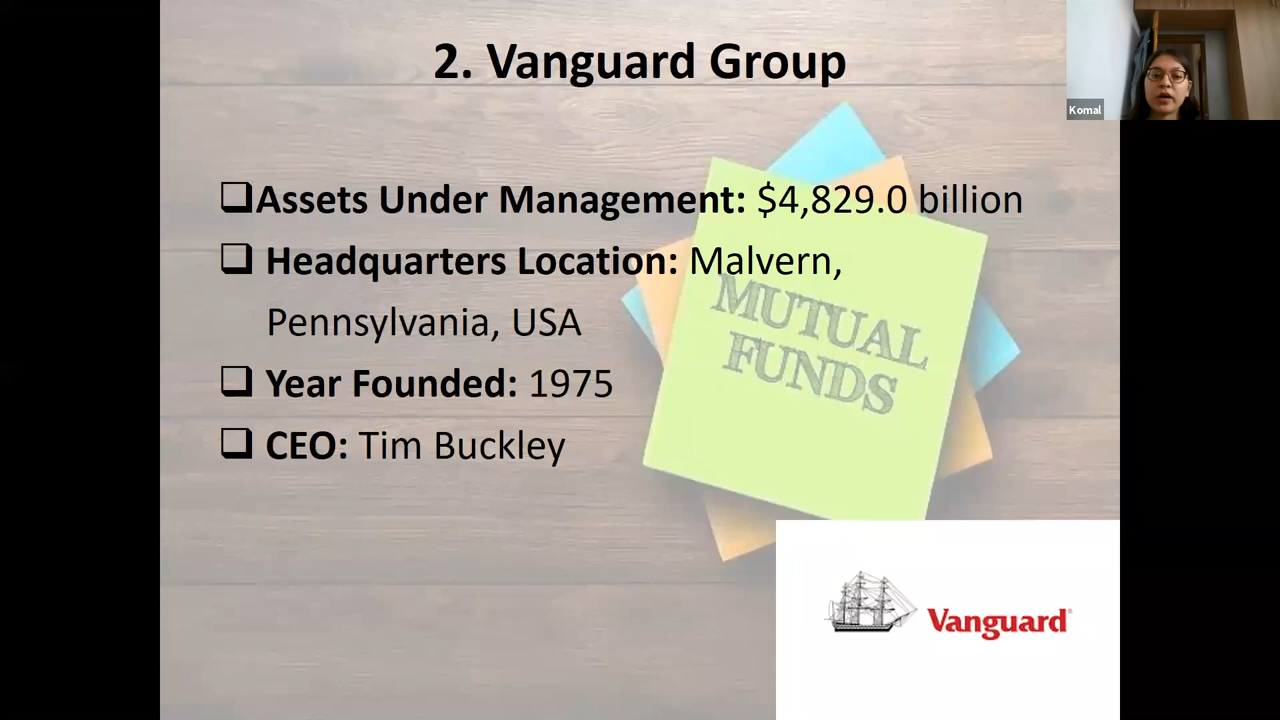 2. Vanguard Group
Komal
Assets Under Management: $4,829.0 billion
Headquarters Location: Malvern,
Pennsylvania, USA
Year Founded: 1975
CEO: Tim Buckley
MUTUAL
FUNDS
Vanguard®